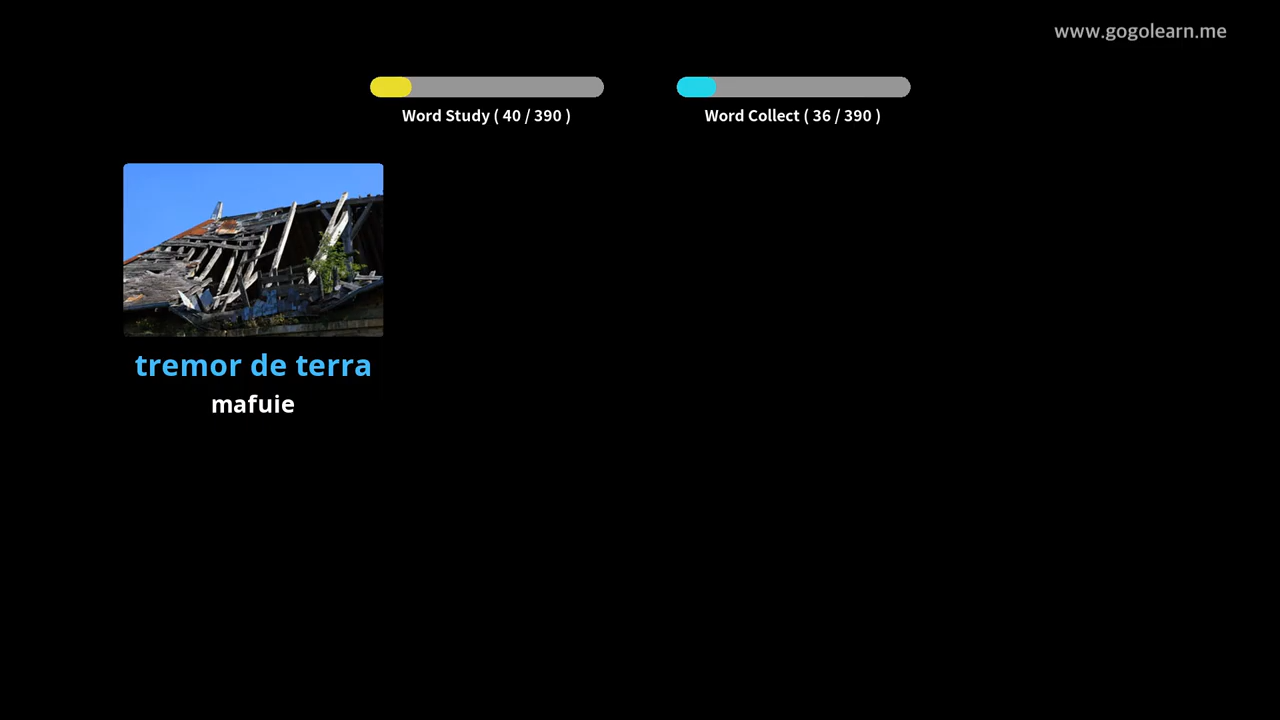 www.gogolearn.me
Word Study ( 40 / 390 )
Word Collect ( 36 / 390 )
tremor de terra
mafuie